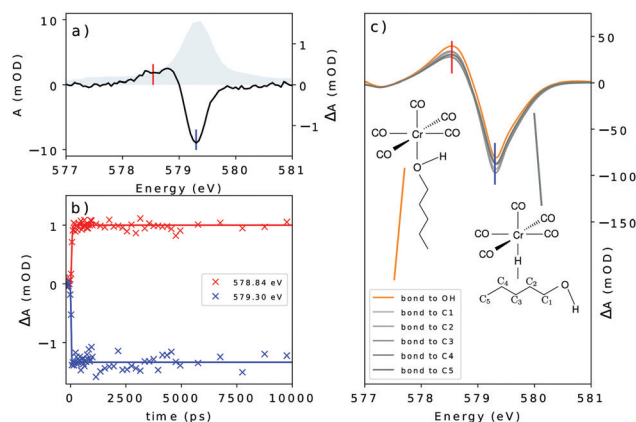 a)
A (mOD)
10
0
−10
1
0
−1
ΔA (mOD)
577 578 579 580 581
Energy (eV)
b)
ΔA (mOD)
1
0
−1
578.84 eV
579.30 eV
0 2500 5000 7500 10000
time (ps)
c)
50
0
−50
−100
−150
ΔA (mOD)
CO
CO CO
CO Cr CO
CO
O H
CO
CO
CO Cr CO
CO
H
C4 C2
C5 C3 C1 O
H
bond to OH
bond to C1
bond to C2
bond to C3
bond to C4
bond to C5
577 578 579 580 581
Energy (eV)